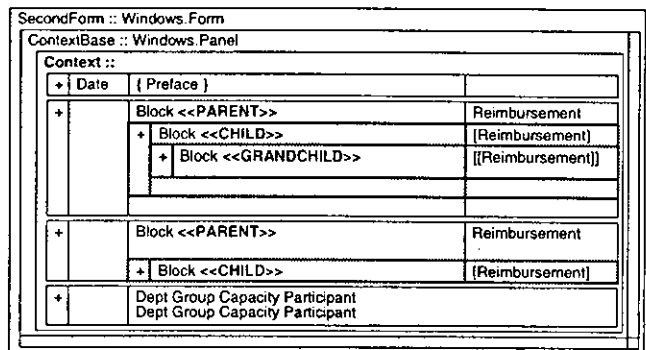 SecondForm :: Windows.Form
ContextBase :: Windows.Panel
Context ::
+ Date { Preface }
+ Block <<PARENT>> Reimbursement
+ Block <<CHILD>> [Reimbursement]
+ Block <<GRANDCHILD>> [[Reimbursement]]
+ Block <<PARENT>> Reimbursement
+ Block <<CHILD>> [Reimbursement]
+ Dept Group Capacity Participant
Dept Group Capacity Participant